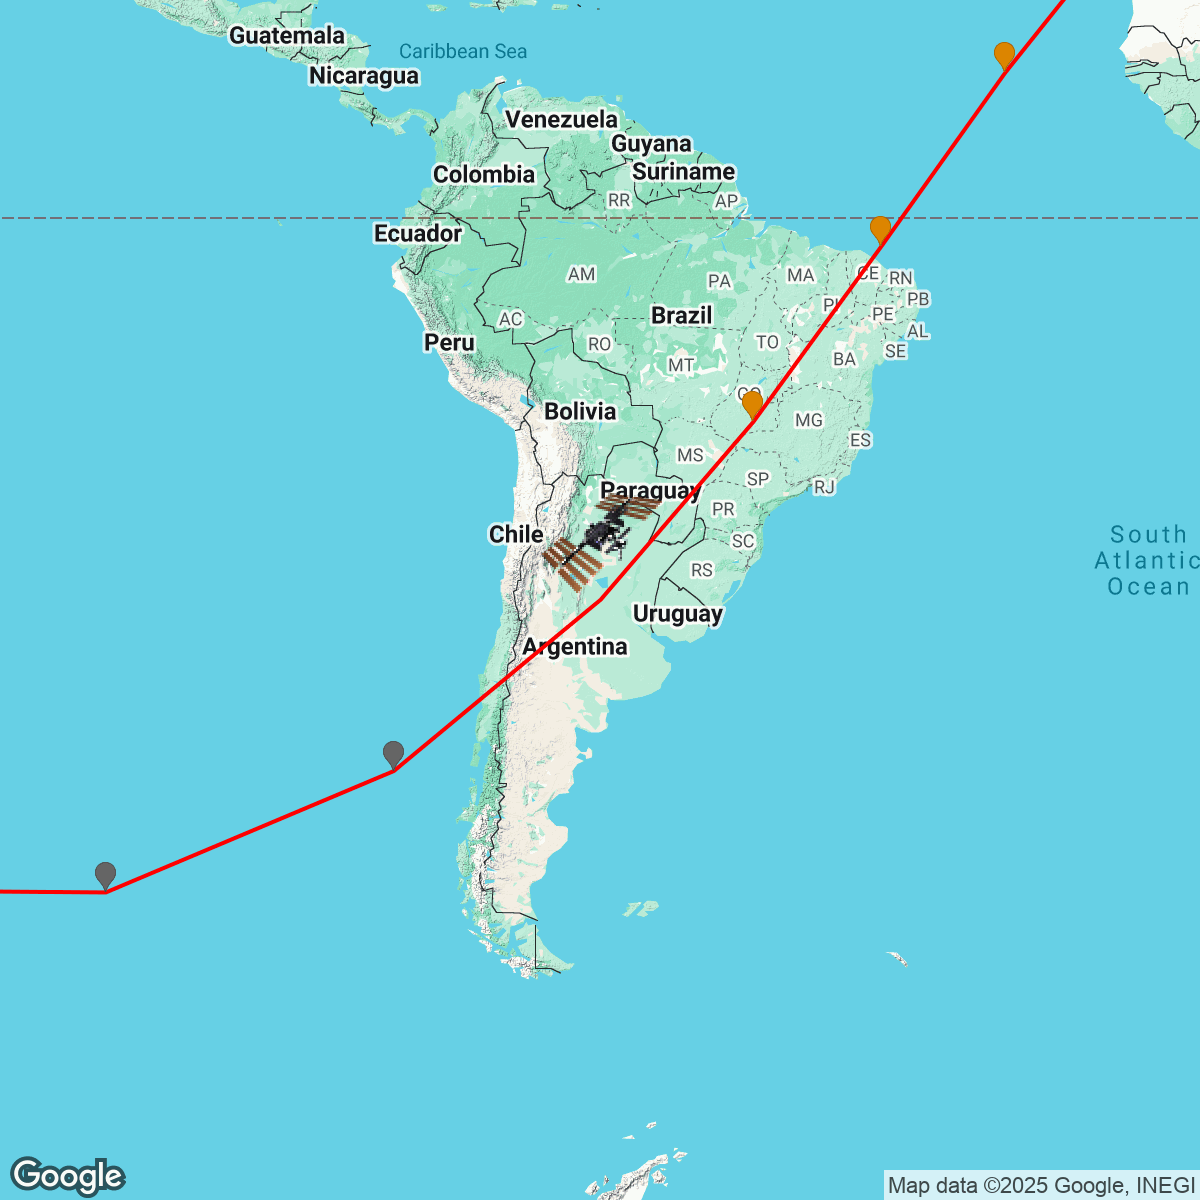 Guatemala
Caribbean Sea
Nicaragua
Venezuela
Guyana
Colombia
Suriname
RR
AP
Ecuador
AM
PA
MA
CE
RN
PB
PI
PE
Brazil
AC
AL
Peru
RO
TO
SE
MT
BA
GO
Bolivia
MG
ES
MS
SP
Paraguay
RJ
PR
Chile
SC
South
Atlantic
Ocean
RS
Uruguay
Argentina
Google
Map data ©2025 Google, INEGI